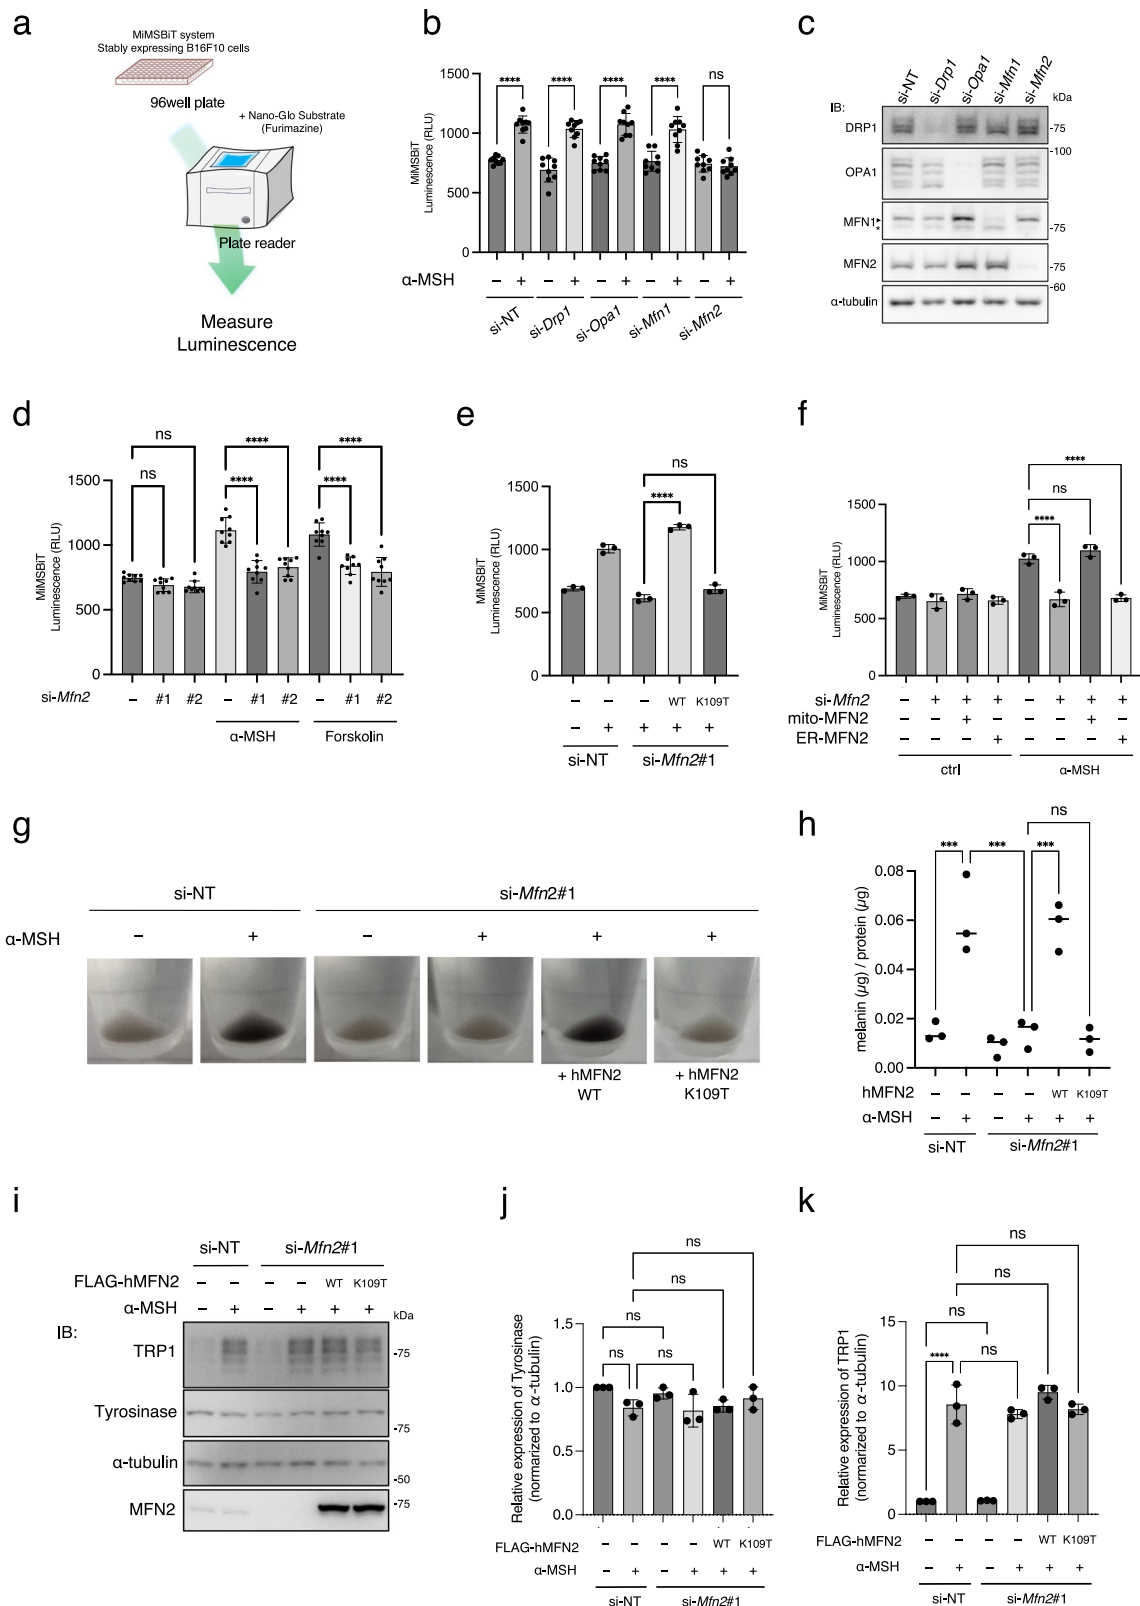 a
MiMSBiT system
Stably expressing B16F10 cells
96well plate
+ Nano-Glo Substrate
(Furimazine)
Plate reader
Measure
Luminescence
b
MiMSBiT
Luminescence (RLU)
1500
1000
500
0
**** **** **** **** ns
α-MSH – + – + – + – + – +
si-NT si-Drp1 si-Opa1 si-Mfn1 si-Mfn2
c
si-NT si-Drp1 si-Opa1 si-Mfn1 si-Mfn2
IB: kDa
DRP1 -75
-100
OPA1
MFN1▸
* -75
MFN2 -75
-60
α-tubulin
d
MiMSBiT
Luminescence (RLU)
ns **** ****
ns **** ****
1500
1000
500
0
si-Mfn2 – #1 #2 – #1 #2 – #1 #2
α-MSH Forskolin
e
MiMSBiT
Luminescence (RLU)
ns
****
1500
1000
500
0
– – – WT K109T
– + + + +
si-NT si-Mfn2#1
f
MiMSBiT
Luminescence (RLU)
****
ns
****
1500
1000
500
0
si-Mfn2 – + + + – + + +
mito-MFN2 – – + – – – + –
ER-MFN2 – – – + – – – +
ctrl α-MSH
g
si-NT si-Mfn2#1
α-MSH – + – + + +
+ hMFN2
WT
+ hMFN2
K109T
h
melanin (µg) / protein (µg)
ns
*** *** ***
0.08
0.06
0.04
0.02
0.00
hMFN2 – – – – WT K109T
α-MSH – + – + + +
si-NT si-Mfn2#1
i
si-NT si-Mfn2#1
FLAG-hMFN2 – – – – WT K109T
α-MSH – + – + + +
kDa
IB:
TRP1 -75
Tyrosinase
-75
α-tubulin
-50
MFN2 -75
j
Relative expression of Tyrosinase
(normarized to α-tubulin)
ns
ns
ns
ns ns
1.5
1.0
0.5
0.0
FLAG-hMFN2 – – – – WT K109T
α-MSH – + – + + +
si-NT si-Mfn2#1
k
Relative expression of TRP1
(normarized to α-tubulin)
ns
ns
ns
**** ns
15
10
5
0
FLAG-hMFN2 – – – – WT K109T
α-MSH – + – + + +
si-NT si-Mfn2#1